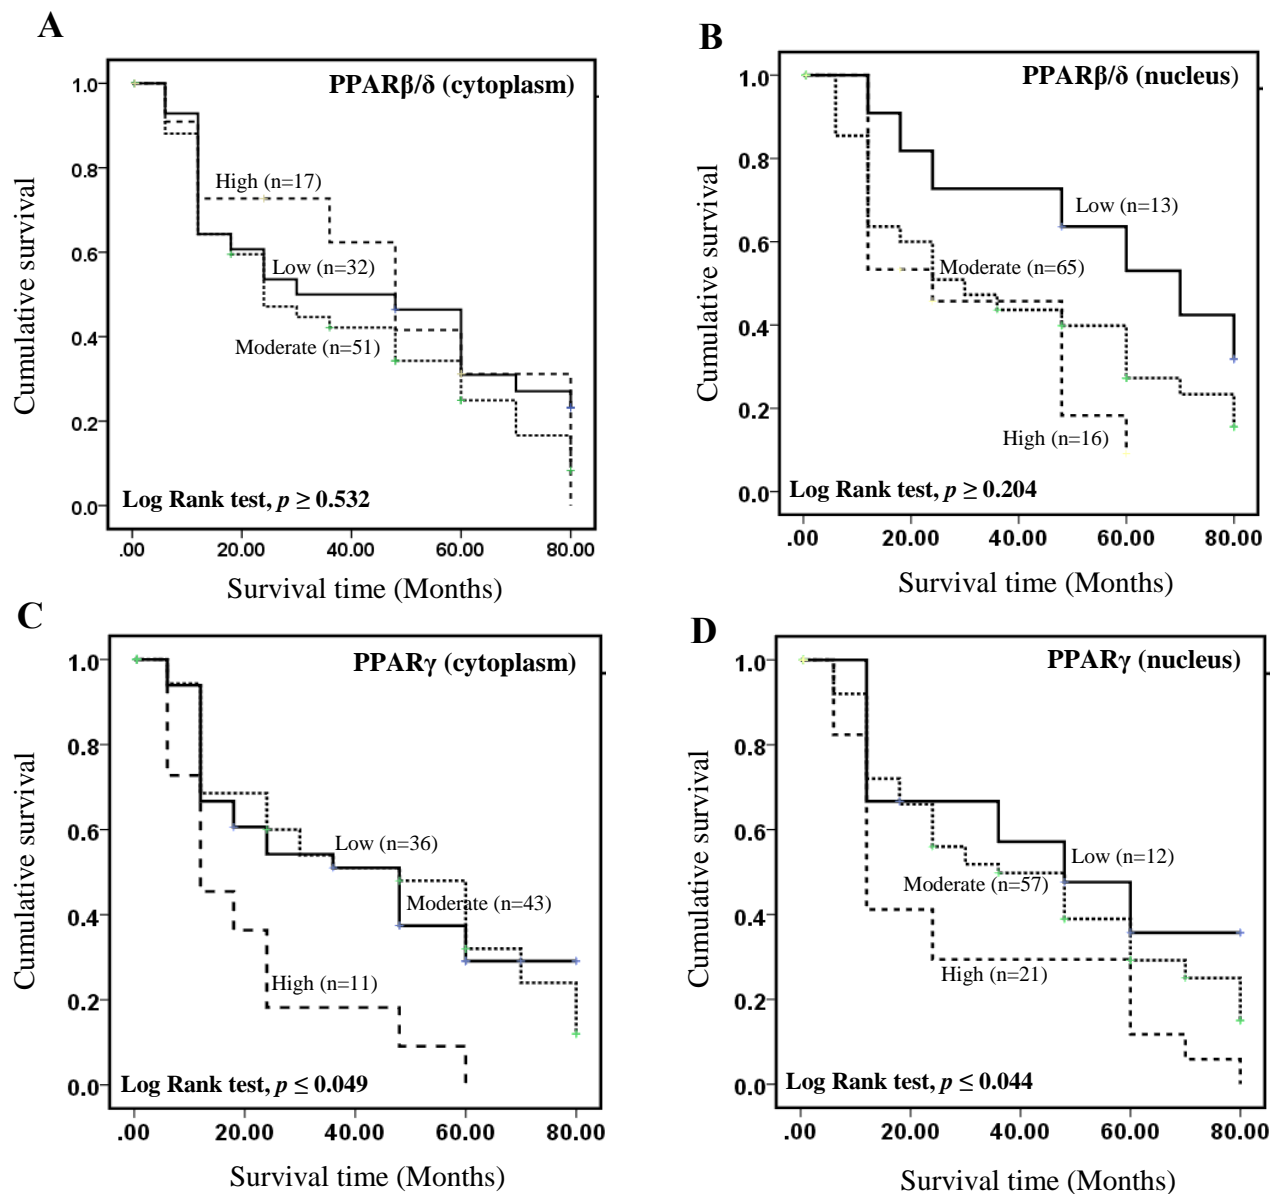 A
PPARβ/δ (cytoplasm)
Cumulative survival
1.0
0.8
0.6
0.4
0.2
0.0
High (n=17)
Low (n=32)
Moderate (n=51)
Log Rank test, p ≥ 0.532
.00 20.00 40.00 60.00 80.00
Survival time (Months)
B
PPARβ/δ (nucleus)
Cumulative survival
1.0
0.8
0.6
0.4
0.2
0.0
Low (n=13)
Moderate (n=65)
High (n=16)
Log Rank test, p ≥ 0.204
.00 20.00 40.00 60.00 80.00
Survival time (Months)
C
PPARγ (cytoplasm)
Cumulative survival
1.0
0.8
0.6
0.4
0.2
0.0
Low (n=36)
Moderate (n=43)
High (n=11)
Log Rank test, p ≤ 0.049
.00 20.00 40.00 60.00 80.00
Survival time (Months)
D
PPARγ (nucleus)
Cumulative survival
1.0
0.8
0.6
0.4
0.2
0.0
Low (n=12)
Moderate (n=57)
High (n=21)
Log Rank test, p ≤ 0.044
.00 20.00 40.00 60.00 80.00
Survival time (Months)